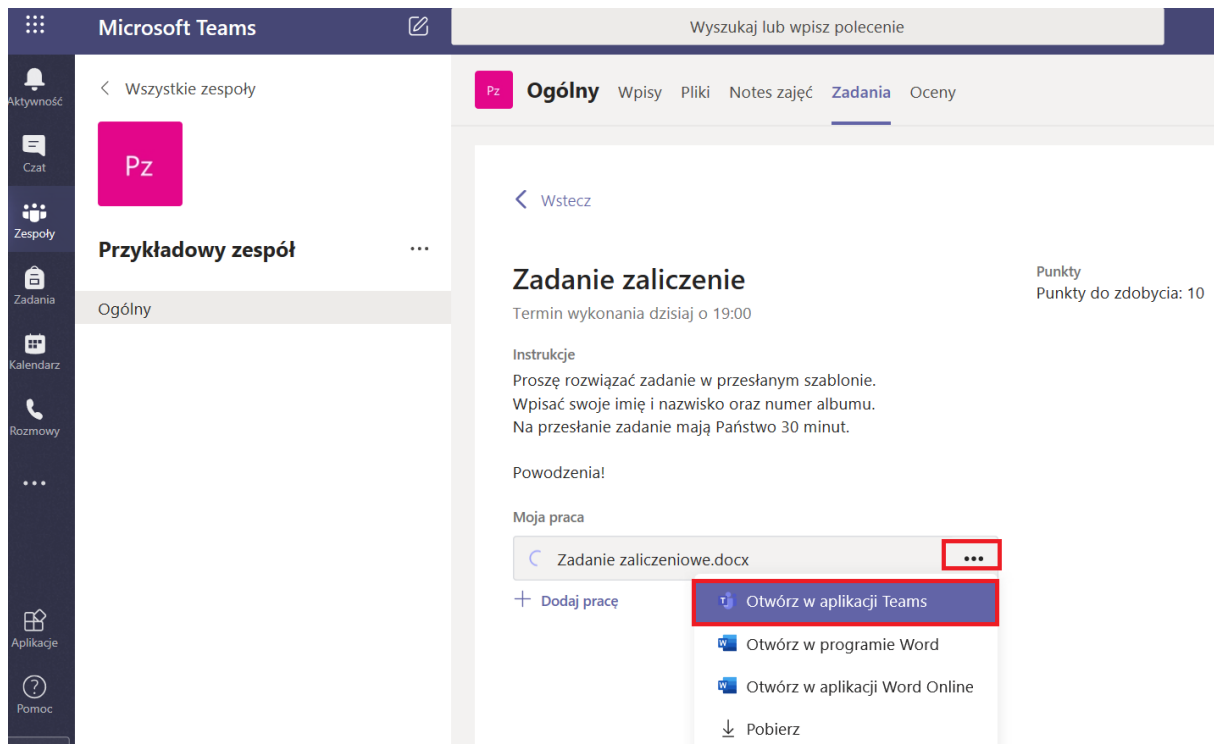 Microsoft Teams
Wyszukaj lub wpisz polecenie
Aktywność
Czat
Zespoły
Zadania
Kalendarz
Rozmowy
Aplikacje
Pomoc
Wszystkie zespoły
Pz
Przykładowy zespół
Ogólny
Pz Ogólny Wpisy Pliki Notes zajęć Zadania Oceny
Wstecz
Zadanie zaliczenie
Termin wykonania dzisiaj o 19:00
Punkty
Punkty do zdobycia: 10
Instrukcje
Proszę rozwiązać zadanie w przesłanym szablonie.
Wpisać swoje imię i nazwisko oraz numer albumu.
Na przesłanie zadanie mają Państwo 30 minut.
Powodzenia!
Moja praca
Zadanie zaliczeniowe.docx
Dodaj pracę
Otwórz w aplikacji Teams
Otwórz w programie Word
Otwórz w aplikacji Word Online
Pobierz